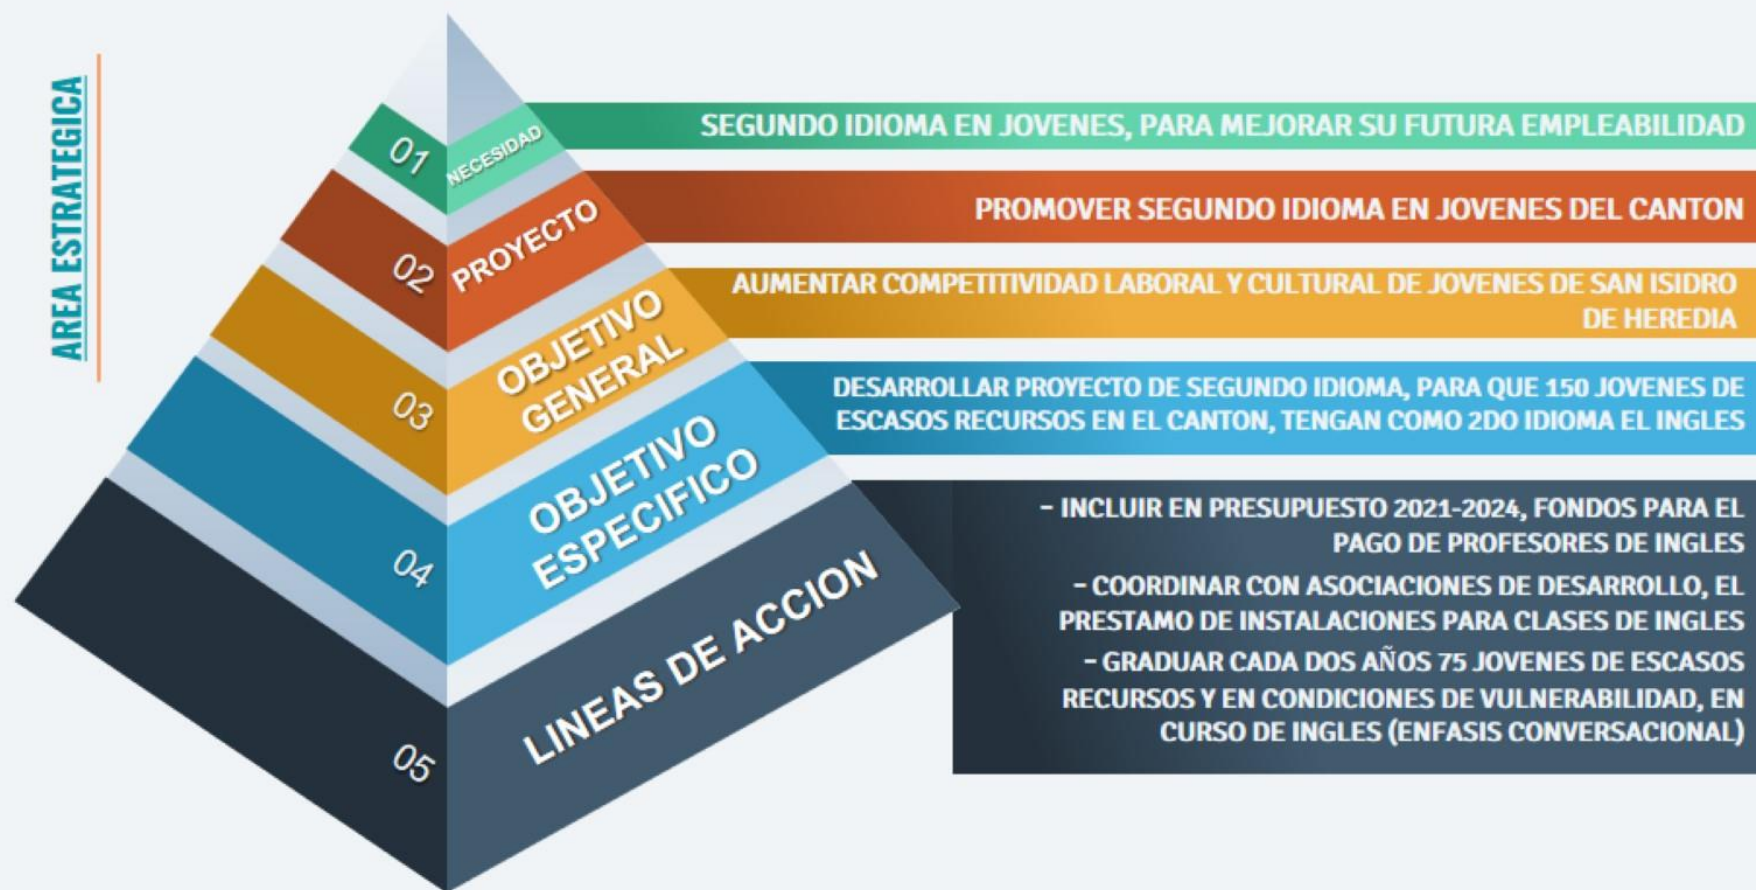 AREA ESTRATEGICA
01
NECESIDAD
SEGUNDO IDIOMA EN JOVENES, PARA MEJORAR SU FUTURA EMPLEABILIDAD
02
PROYECTO
PROMOVER SEGUNDO IDIOMA EN JOVENES DEL CANTON
03
OBJETIVO
GENERAL
AUMENTAR COMPETITIVIDAD LABORAL Y CULTURAL DE JOVENES DE SAN ISIDRO
DE HEREDIA
04
OBJETIVO
ESPECIFICO
DESARROLLAR PROYECTO DE SEGUNDO IDIOMA, PARA QUE 150 JOVENES DE
ESCASOS RECURSOS EN EL CANTON, TENGAN COMO 2DO IDIOMA EL INGLES
05
LINEAS DE ACCION
- INCLUIR EN PRESUPUESTO 2021-2024, FONDOS PARA EL
PAGO DE PROFESORES DE INGLES
- COORDINAR CON ASOCIACIONES DE DESARROLLO, EL
PRESTAMO DE INSTALACIONES PARA CLASES DE INGLES
- GRADUAR CADA DOS AÑOS 75 JOVENES DE ESCASOS
RECURSOS Y EN CONDICIONES DE VULNERABILIDAD, EN
CURSO DE INGLES (ENFASIS CONVERSACIONAL)